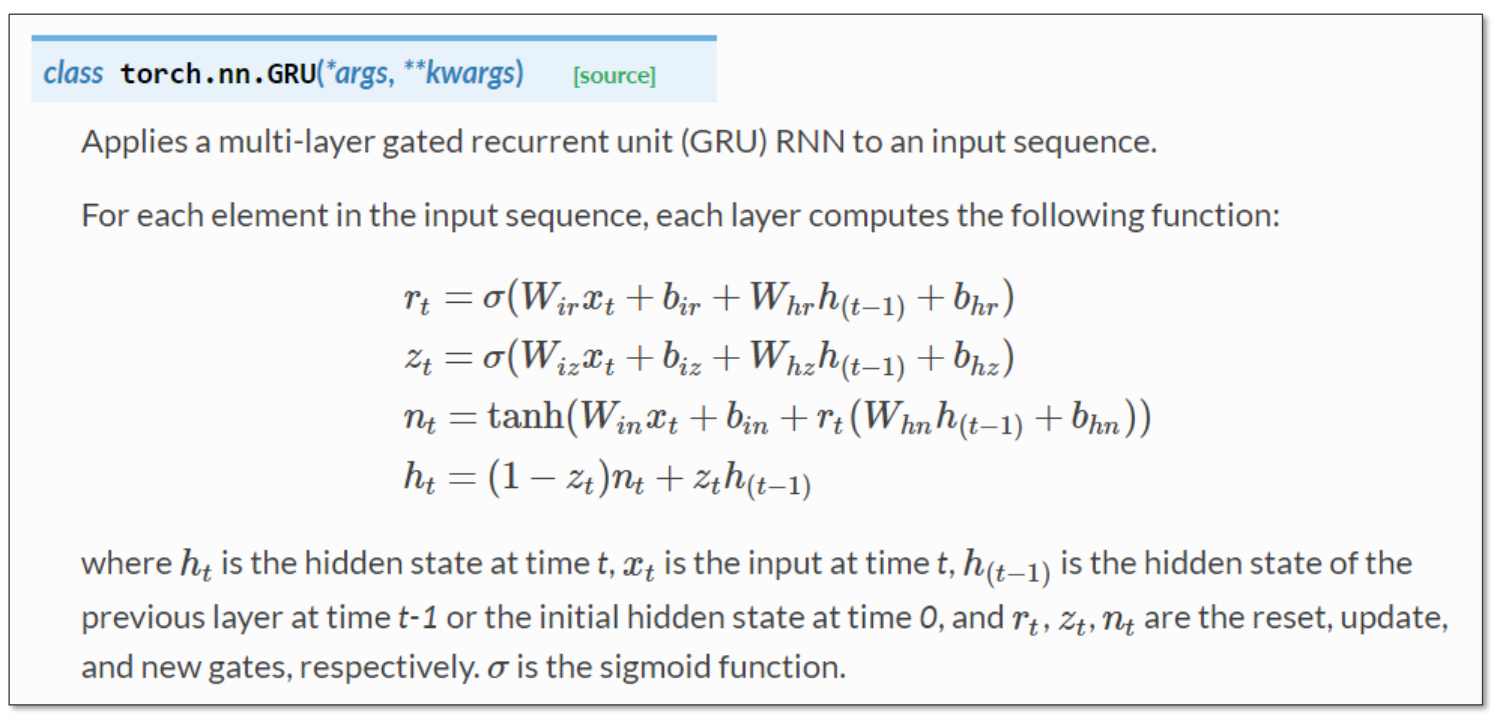 class torch.nn.GRU(*args, **kwargs) [source]
Applies a multi-layer gated recurrent unit (GRU) RNN to an input sequence.
For each element in the input sequence, each layer computes the following function:
r_t = σ(W_{ir} x_t + b_{ir} + W_{hr} h_{(t−1)} + b_{hr})
z_t = σ(W_{iz} x_t + b_{iz} + W_{hz} h_{(t−1)} + b_{hz})
n_t = tanh(W_{in} x_t + b_{in} + r_t(W_{hn} h_{(t−1)} + b_{hn}))
h_t = (1 − z_t)n_t + z_t h_{(t−1)}
where h_t is the hidden state at time t, x_t is the input at time t, h_{(t−1)} is the hidden state of the
previous layer at time t-1 or the initial hidden state at time 0, and r_t, z_t, n_t are the reset, update,
and new gates, respectively. σ is the sigmoid function.